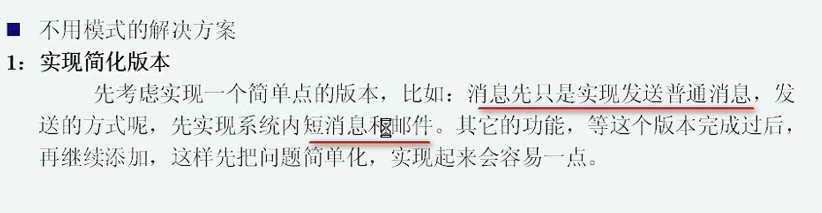 ■ 不用模式的解决方案
1：实现简化版本
先考虑实现一个简单点的版本，比如：消息先只是实现发送普通消息，发
送的方式呢，先实现系统内短消息和邮件。其它的功能，等这个版本完成过后，
再继续添加，这样先把问题简单化，实现起来会容易一点。